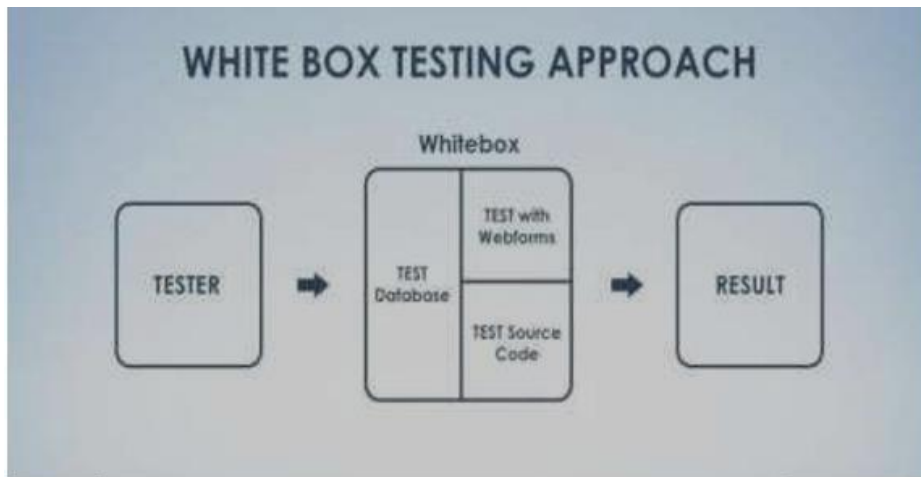 WHITE BOX TESTING APPROACH
Whitebox
TESTER
TEST
Database
TEST with
Webforms
TEST Source
Code
RESULT